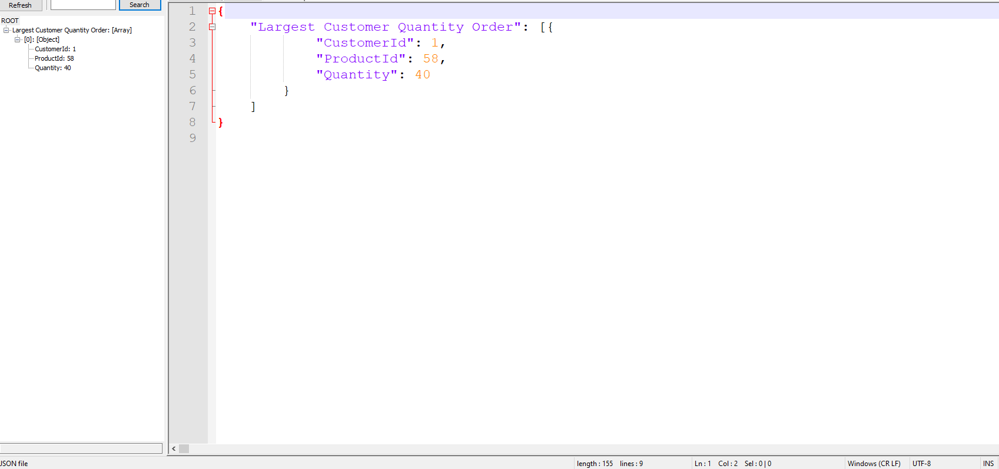 Refresh Search
ROOT
Largest Customer Quantity Order: [Array]
[0]: [Object]
CustomerId: 1
ProductId: 58
Quantity: 40
1 {
2 "Largest Customer Quantity Order": [{
3 "CustomerId": 1,
4 "ProductId": 58,
5 "Quantity": 40
6 }
7 ]
8 }
9
JSON file length : 155 lines : 9 Ln : 1 Col : 2 Sel : 0 | 0 Windows (CR LF) UTF-8 INS